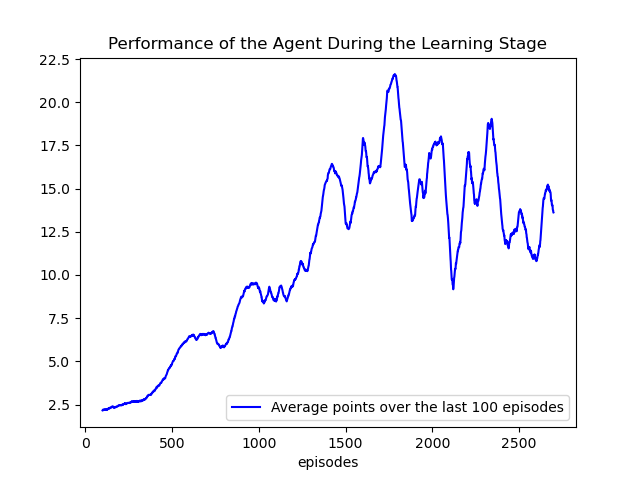 Performance of the Agent During the Learning Stage
22.5
20.0
17.5
15.0
12.5
10.0
7.5
5.0
2.5
Average points over the last 100 episodes
0 500 1000 1500 2000 2500
episodes